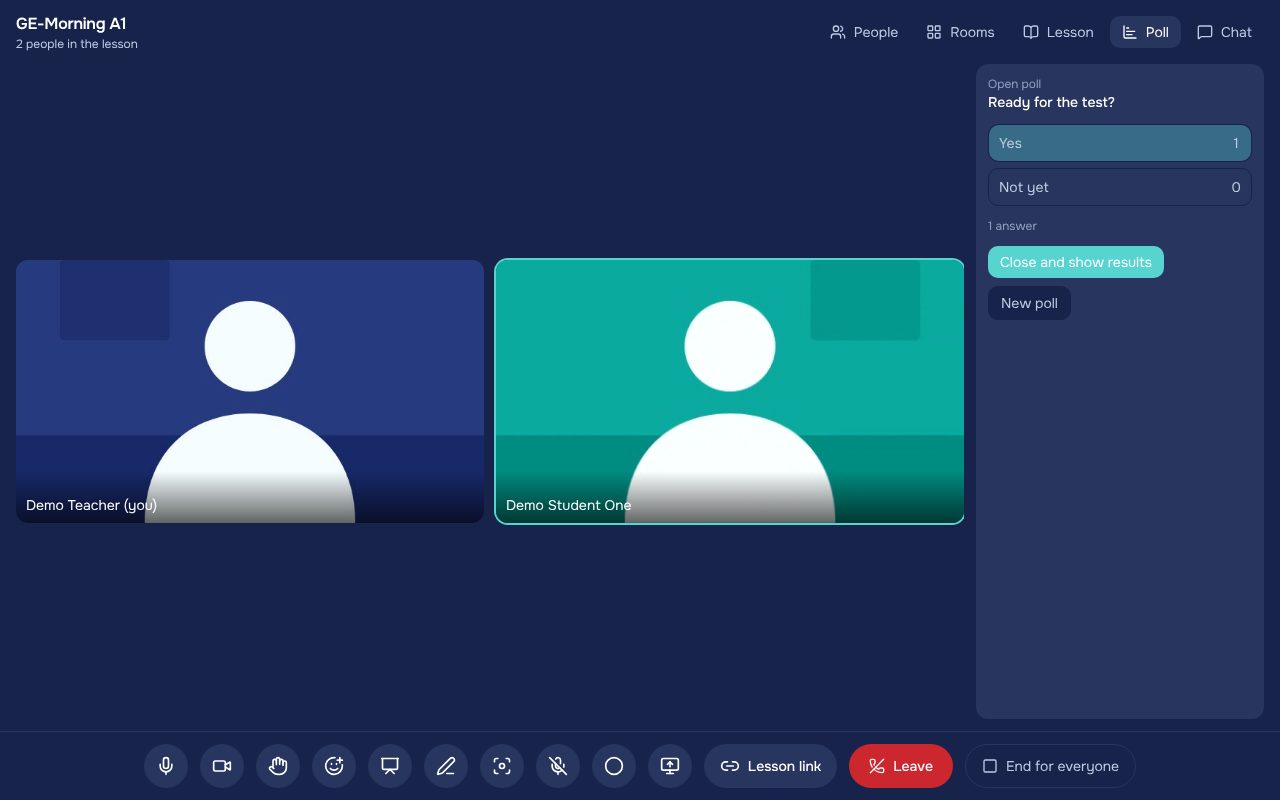 GE-Morning A1
2 people in the lesson
People
Rooms
Lesson
Poll
Chat
Open poll
Ready for the test?
Yes 1
Not yet 0
1 answer
Close and show results
New poll
Demo Teacher (you)
Demo Student One
Lesson link
Leave
End for everyone